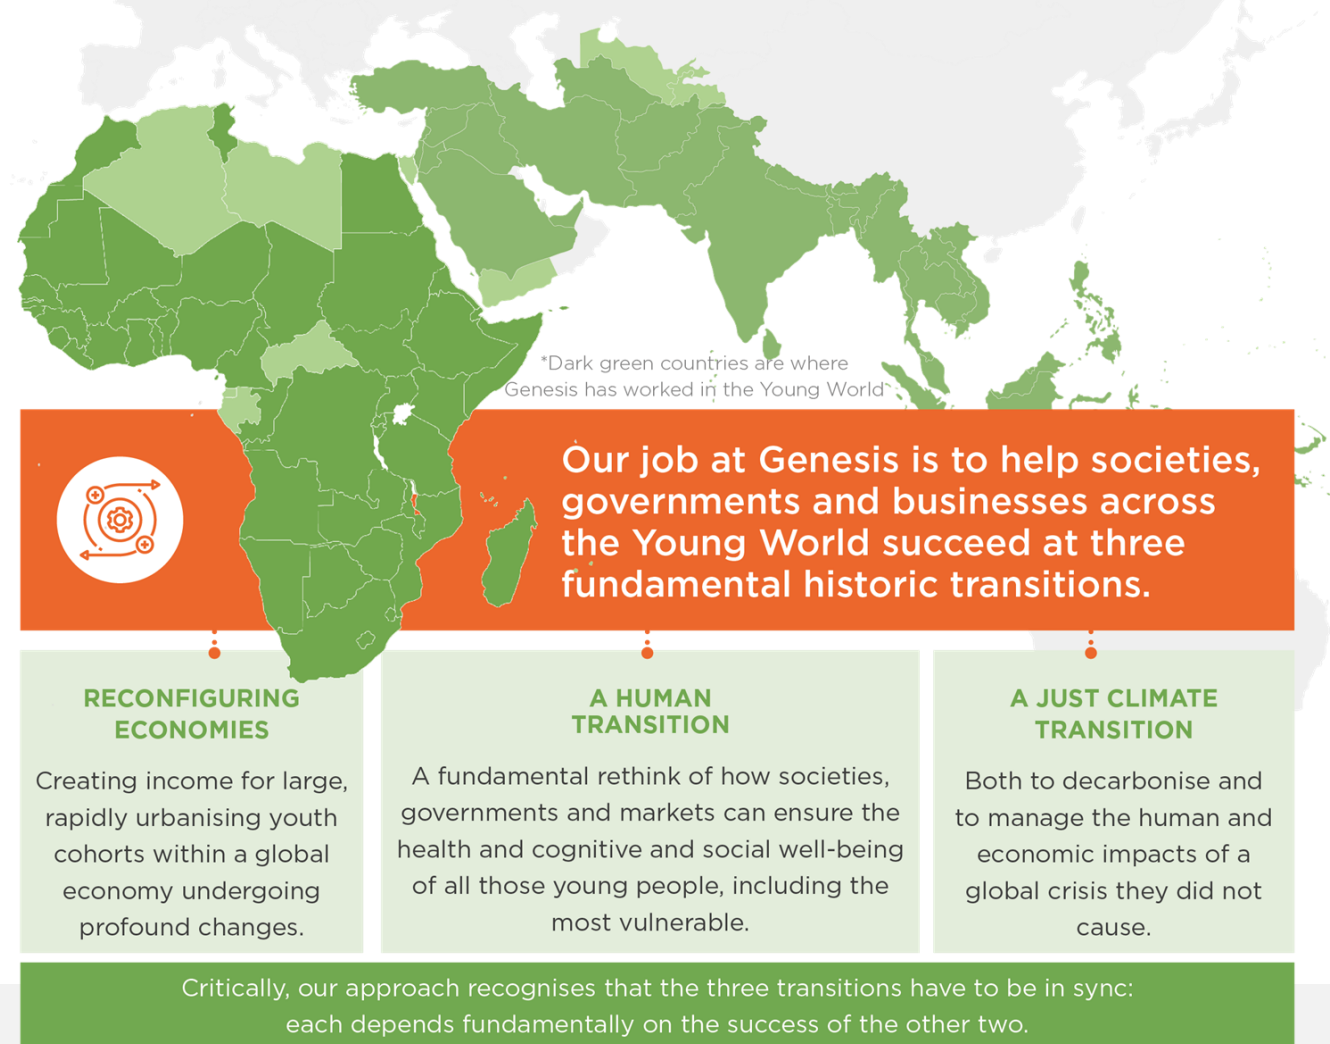 *Dark green countries are where
Genesis has worked in the Young World
Our job at Genesis is to help societies,
governments and businesses across
the Young World succeed at three
fundamental historic transitions.
RECONFIGURING
ECONOMIES
Creating income for large,
rapidly urbanising youth
cohorts within a global
economy undergoing
profound changes.
A HUMAN
TRANSITION
A fundamental rethink of how societies,
governments and markets can ensure the
health and cognitive and social well-being
of all those young people, including the
most vulnerable.
A JUST CLIMATE
TRANSITION
Both to decarbonise and
to manage the human and
economic impacts of a
global crisis they did not
cause.
Critically, our approach recognises that the three transitions have to be in sync:
each depends fundamentally on the success of the other two.